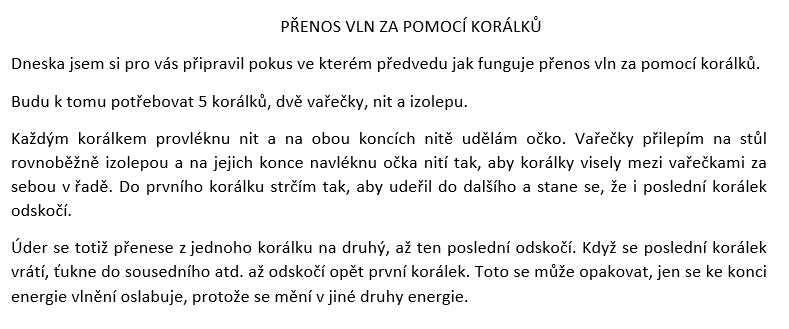 PŘENOS VLN ZA POMOCÍ KORÁLKŮ
Dneska jsem si pro vás připravil pokus ve kterém předvedu jak funguje přenos vln za pomocí korálků.
Budu k tomu potřebovat 5 korálků, dvě vařečky, nit a izolepu.
Každým korálkem provléknu nit a na obou koncích nitě udělám očko. Vařečky přilepím na stůl
rovnoběžně izolepou a na jejich konce navléknu očka nití tak, aby korálky visely mezi vařečkami za
sebou v řadě. Do prvního korálku strčím tak, aby udeřil do dalšího a stane se, že i poslední korálek
odskočí.
Úder se totiž přenese z jednoho korálku na druhý, až ten poslední odskočí. Když se poslední korálek
vrátí, ťukne do sousedního atd. až odskočí opět první korálek. Toto se může opakovat, jen se ke konci
energie vlnění oslabuje, protože se mění v jiné druhy energie.